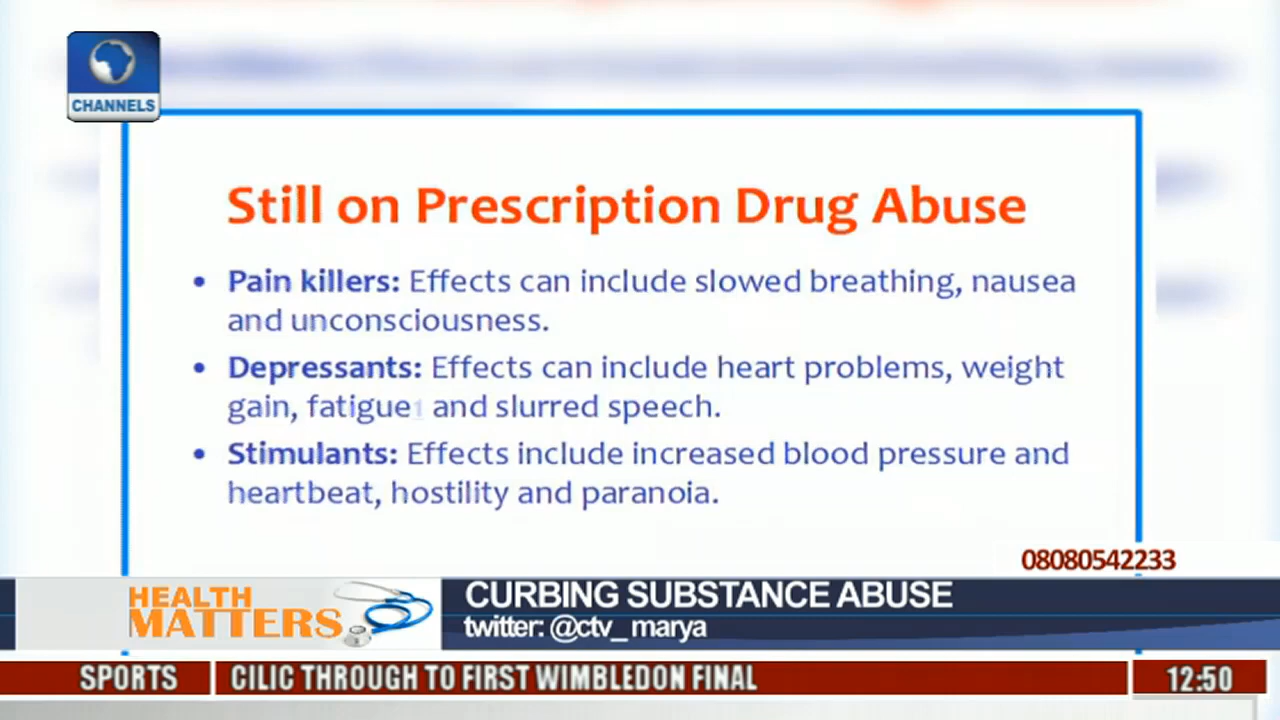 CHANNELS
Still on Prescription Drug Abuse
• Pain killers: Effects can include slowed breathing, nausea
and unconsciousness.
• Depressants: Effects can include heart problems, weight
gain, fatigue1 and slurred speech.
• Stimulants: Effects include increased blood pressure and
heartbeat, hostility and paranoia.
08080542233
HEALTH
MATTERS
CURBING SUBSTANCE ABUSE
twitter: @ctv_marya
SPORTS
CILIC THROUGH TO FIRST WIMBLEDON FINAL
12:50